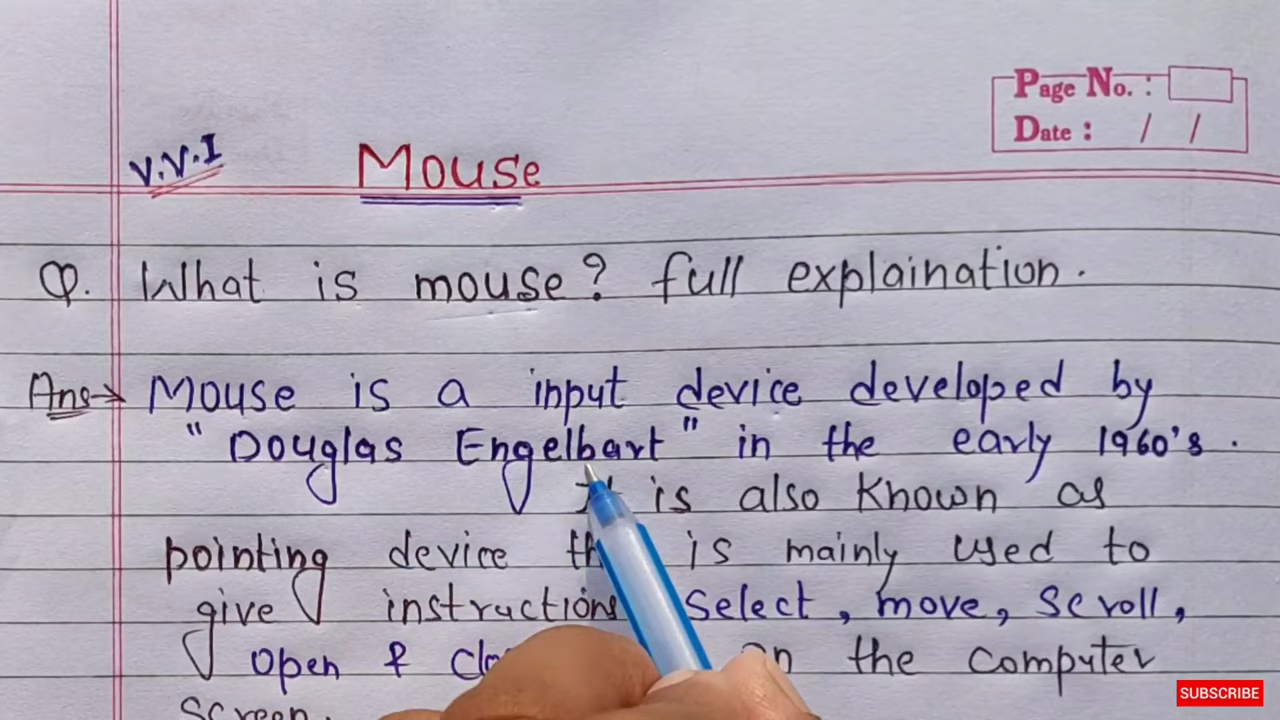 Page No. :
Date : / /
V.V.I
Mouse
Q. What is mouse? full explaination.
Ans→ Mouse is a input device developed by
"Douglas Engelbart" in the early 1960's.
is also known as
pointing device is mainly used to
give instructions select, move, scroll,
open & the computer
screen.
SUBSCRIBE